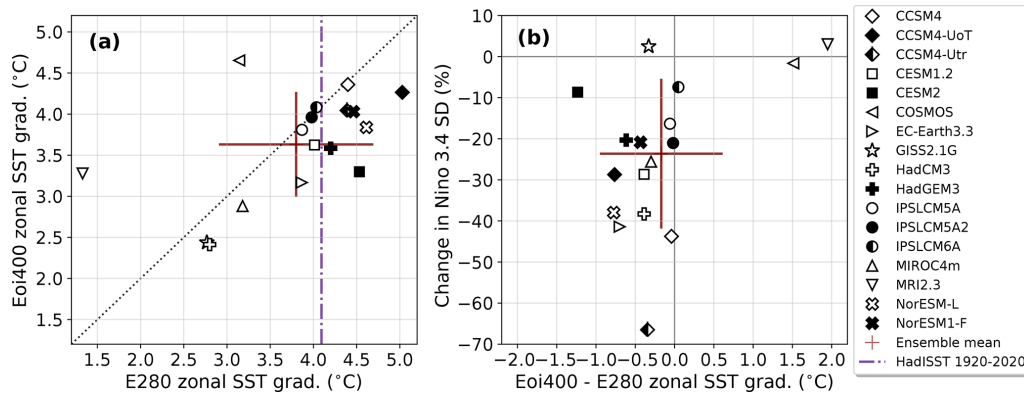 (a)
5.0
4.5
4.0
3.5
3.0
2.5
2.0
1.5
Eoi400 zonal SST grad. (°C)
1.5 2.0 2.5 3.0 3.5 4.0 4.5 5.0
E280 zonal SST grad. (°C)
(b)
10
0
−10
−20
−30
−40
−50
−60
−70
Change in Nino 3.4 SD (%)
−2.0 −1.5 −1.0 −0.5 0.0 0.5 1.0 1.5 2.0
Eoi400 - E280 zonal SST grad. (°C)
CCSM4
CCSM4-UoT
CCSM4-Utr
CESM1.2
CESM2
COSMOS
EC-Earth3.3
GISS2.1G
HadCM3
HadGEM3
IPSLCM5A
IPSLCM5A2
IPSLCM6A
MIROC4m
MRI2.3
NorESM-L
NorESM1-F
Ensemble mean
HadISST 1920-2020